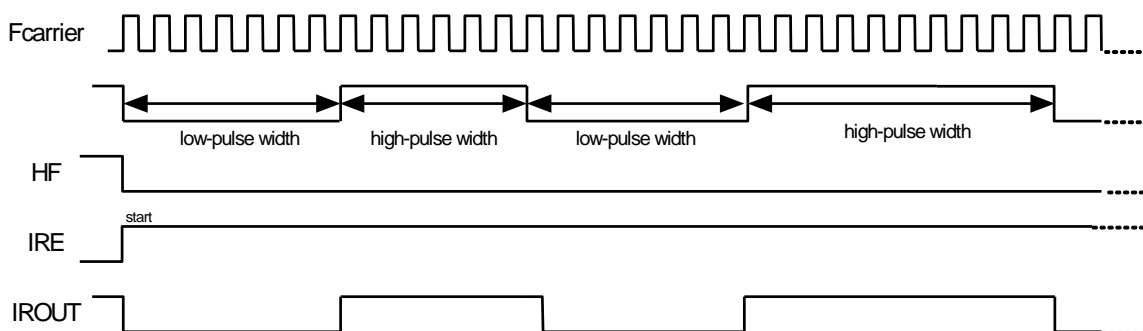 Fcarrier
low-pulse width high-pulse width low-pulse width high-pulse width
HF
start
IRE
IROUT